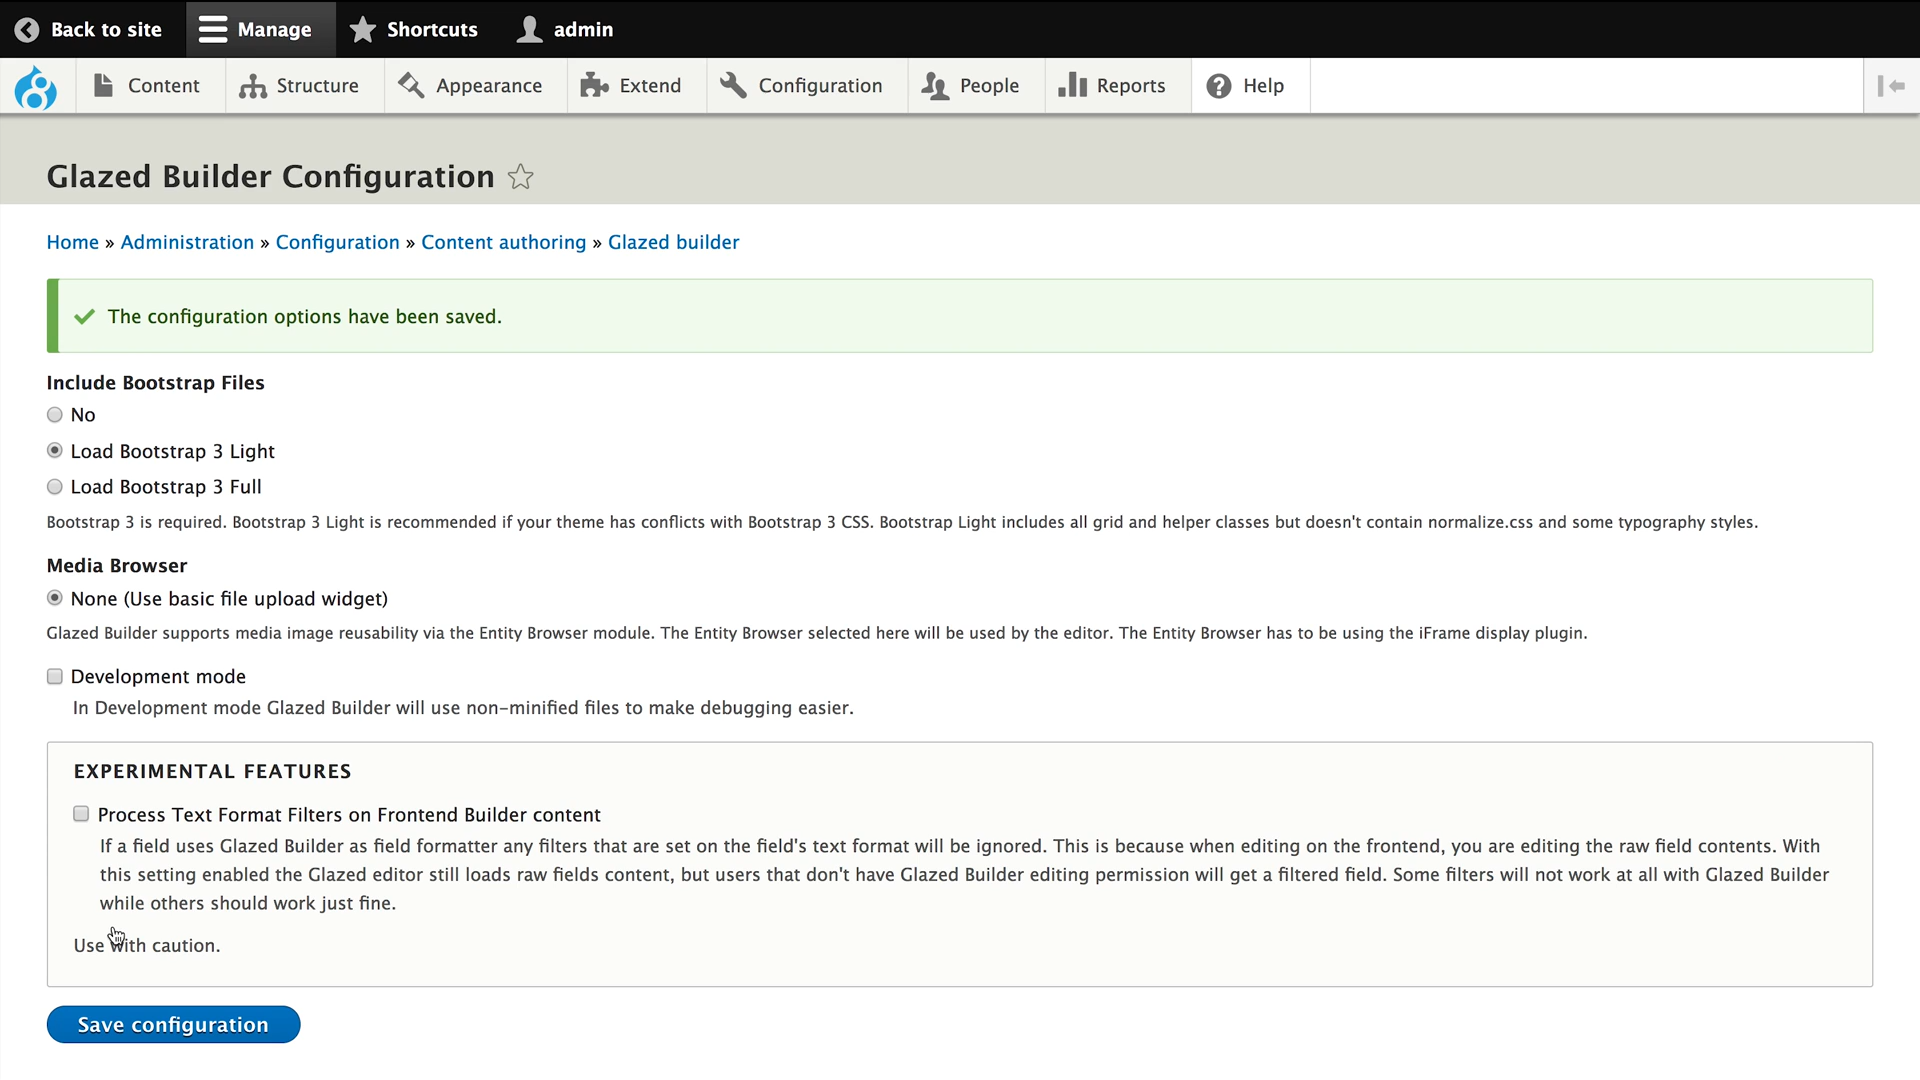 Back to site Manage Shortcuts admin
Content Structure Appearance Extend Configuration People Reports Help
Glazed Builder Configuration
Home » Administration » Configuration » Content authoring » Glazed builder
The configuration options have been saved.
Include Bootstrap Files
No
Load Bootstrap 3 Light
Load Bootstrap 3 Full
Bootstrap 3 is required. Bootstrap 3 Light is recommended if your theme has conflicts with Bootstrap 3 CSS. Bootstrap Light includes all grid and helper classes but doesn't contain normalize.css and some typography styles.
Media Browser
None (Use basic file upload widget)
Glazed Builder supports media image reusability via the Entity Browser module. The Entity Browser selected here will be used by the editor. The Entity Browser has to be using the iFrame display plugin.
Development mode
In Development mode Glazed Builder will use non-minified files to make debugging easier.
EXPERIMENTAL FEATURES
Process Text Format Filters on Frontend Builder content
If a field uses Glazed Builder as field formatter any filters that are set on the field's text format will be ignored. This is because when editing on the frontend, you are editing the raw field contents. With
this setting enabled the Glazed editor still loads raw fields content, but users that don't have Glazed Builder editing permission will get a filtered field. Some filters will not work at all with Glazed Builder
while others should work just fine.
Use with caution.
Save configuration